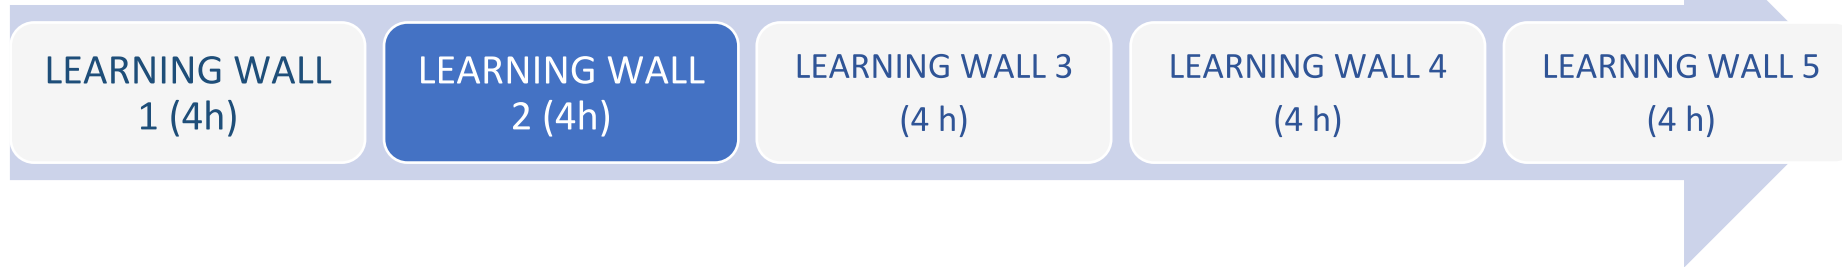 LEARNING WALL
1 (4h)
LEARNING WALL
2 (4h)
LEARNING WALL 3
(4 h)
LEARNING WALL 4
(4 h)
LEARNING WALL 5
(4 h)